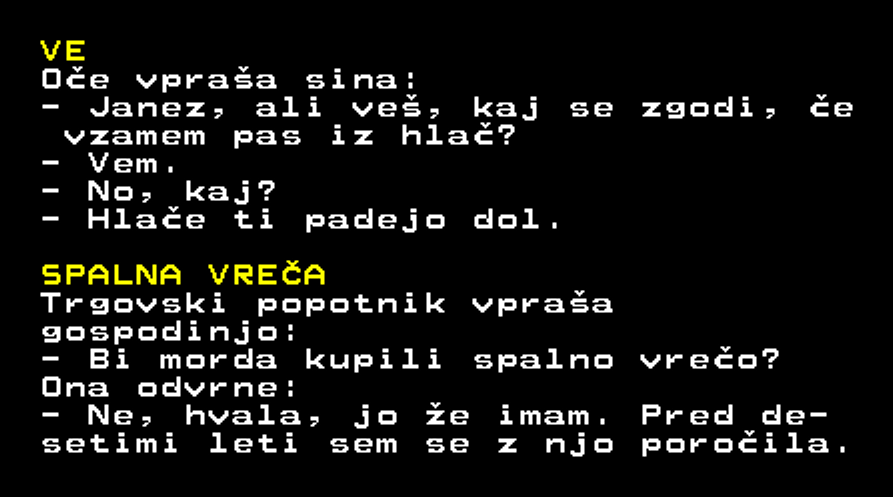 VE
Oče vpraša sina:
- Janez, ali veš, kaj se zgodi, če
vzamem pas iz hlač?
- Vem.
- No, kaj?
- Hlače ti padejo dol.
SPALNA VREČA
Trgovski popotnik vpraša
gospodinjo:
- Bi morda kupili spalno vrečo?
Ona odvrne:
- Ne, hvala, jo že imam. Pred de-
setimi leti sem se z njo poročila.